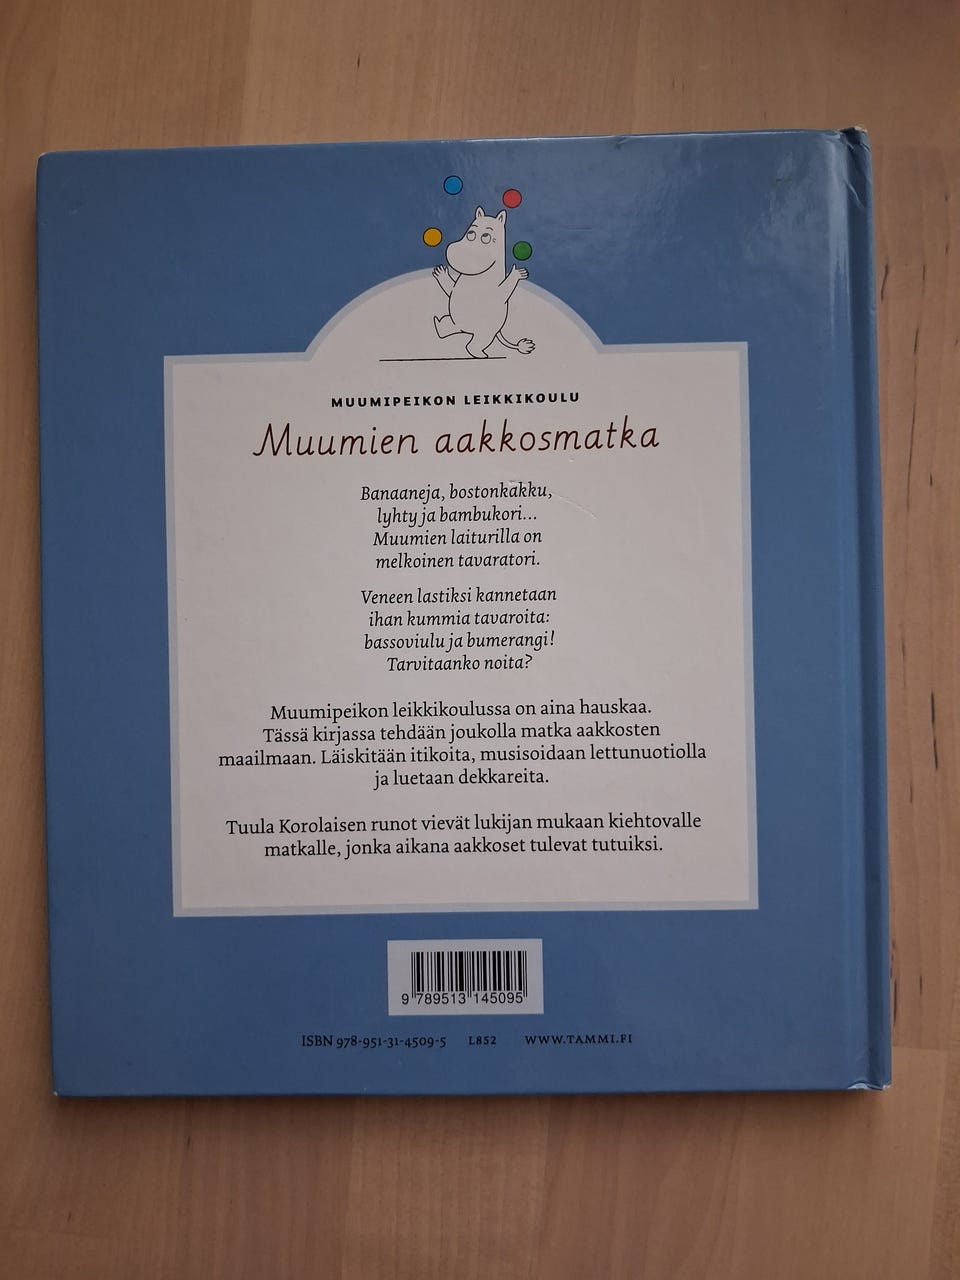 MUUMIPEIKON LEIKKIKOULU
Muumien aakkosmatka
Banaaneja, bostonkakku,
lyhty ja bambukori...
Muumien laiturilla on
melkoinen tavaratori.
Veneen lastiksi kannetaan
ihan kummia tavaroita:
bassoviulu ja bumerangi!
Tarvitaanko noita?
Muumipeikon leikkikoulussa on aina hauskaa.
Tässä kirjassa tehdään joukolla matka aakkosten
maailmaan. Läiskitään itikoita, musisoidaan lettunuotiolla
ja luetaan dekkareita.
Tuula Korolaisen runot vievät lukijan mukaan kiehtovalle
matkalle, jonka aikana aakkoset tulevat tutuiksi.
9 789513 145095
ISBN 978-951-31-4509-5 L852 WWW.TAMMI.FI